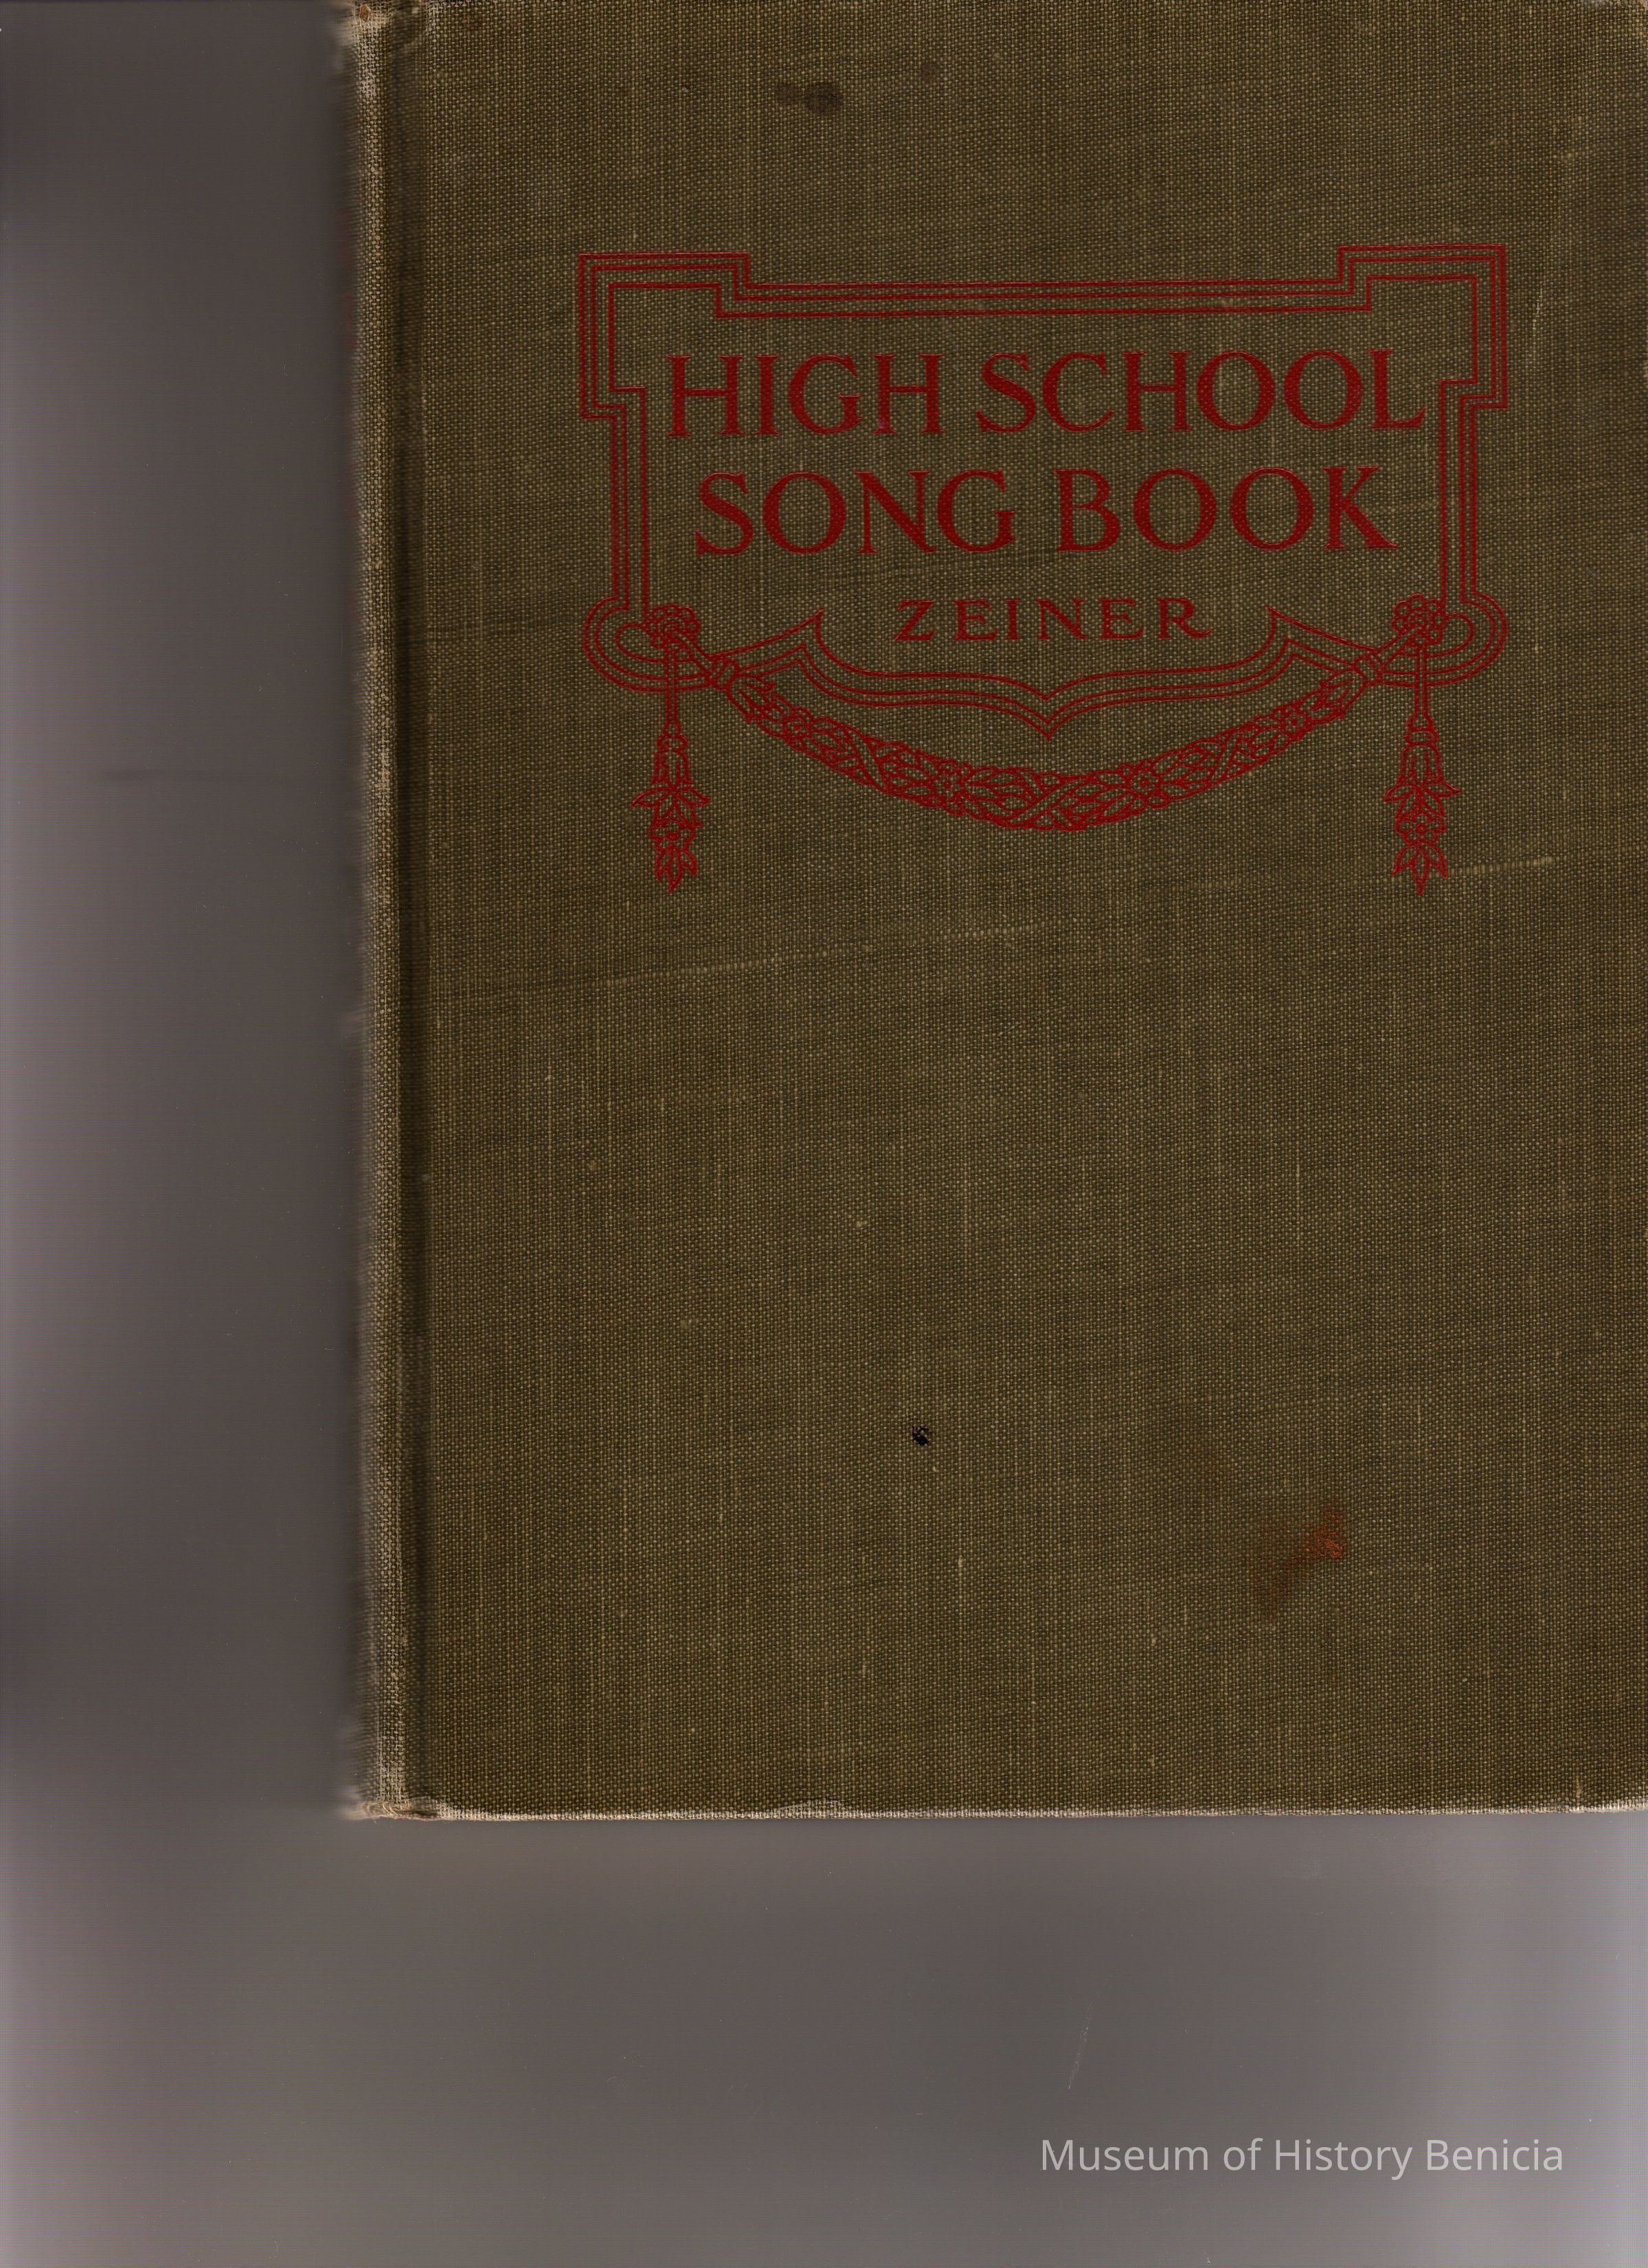 HIGH SCHOOL
SONG BOOK
ZEINER
Museum of History Benicia